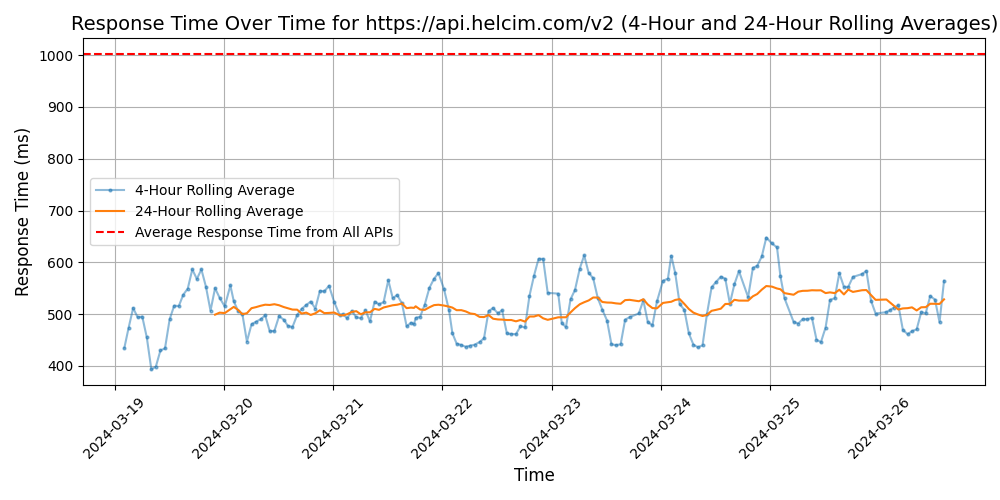 Response Time Over Time for https://api.helcim.com/v2 (4-Hour and 24-Hour Rolling Averages)
Response Time (ms)
1000
900
800
700
600
500
400
4-Hour Rolling Average
24-Hour Rolling Average
Average Response Time from All APIs
2024-03-19
2024-03-20
2024-03-21
2024-03-22
2024-03-23
2024-03-24
2024-03-25
2024-03-26
Time